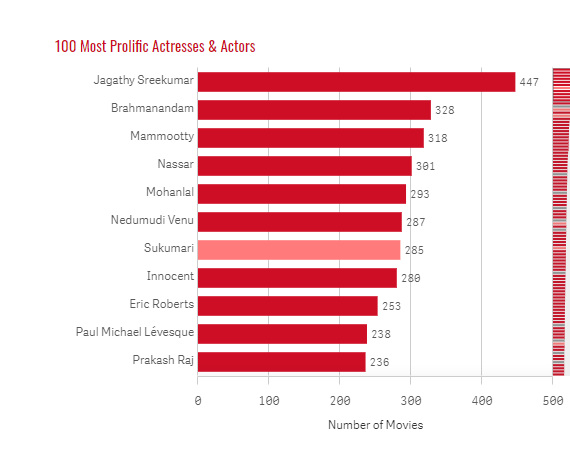 100 Most Prolific Actresses & Actors
Jagathy Sreekumar 447
Brahmanandam 328
Mammootty 318
Nassar 301
Mohanlal 293
Nedumudi Venu 287
Sukumari 285
Innocent 280
Eric Roberts 253
Paul Michael Lévesque 238
Prakash Raj 236
0 100 200 300 400 500
Number of Movies